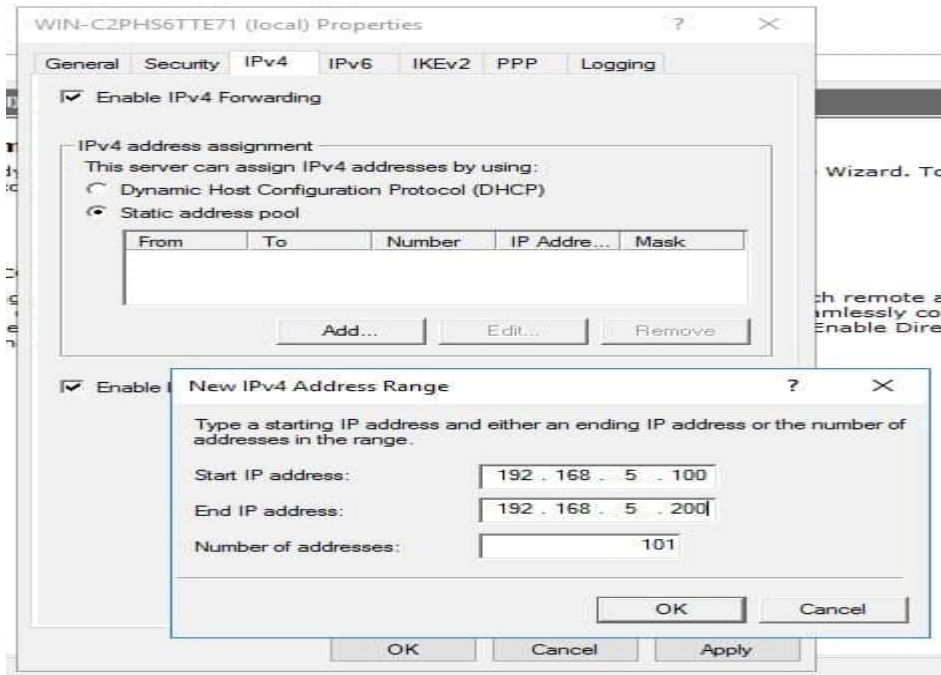 WIN-C2PHS6TTE71 (local) Properties ? ×
General Security IPv4 IPv6 IKEv2 PPP Logging
Enable IPv4 Forwarding
IPv4 address assignment
This server can assign IPv4 addresses by using:
Dynamic Host Configuration Protocol (DHCP)
Static address pool
From To Number IP Addre... Mask
Add... Edit... Remove
Enable
New IPv4 Address Range ? ×
Type a starting IP address and either an ending IP address or the number of
addresses in the range.
Start IP address: 192 . 168 . 5 . 100
End IP address: 192 . 168 . 5 . 200
Number of addresses: 101
OK Cancel
OK Cancel Apply
Wizard. To
remote
Enable